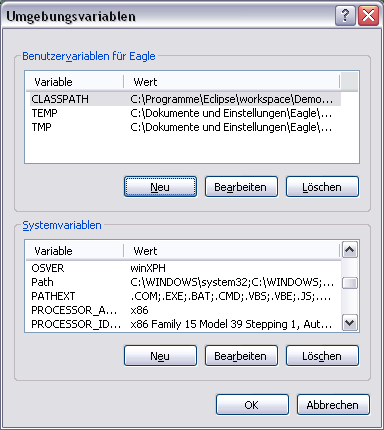 Umgebungsvariablen
Benutzervariablen für Eagle
Variable Wert
CLASSPATH C:\Programme\Eclipse\workspace\Demo...
TEMP C:\Dokumente und Einstellungen\Eagle\...
TMP C:\Dokumente und Einstellungen\Eagle\...
Neu Bearbeiten Löschen
Systemvariablen
Variable Wert
OSVER winXPH
Path C:\WINDOWS\system32;C:\WINDOWS;...
PATHEXT .COM;.EXE;.BAT;.CMD;.VBS;.VBE;.JS;....
PROCESSOR_A... x86
PROCESSOR_ID... x86 Family 15 Model 39 Stepping 1, Aut...
Neu Bearbeiten Löschen
OK Abbrechen